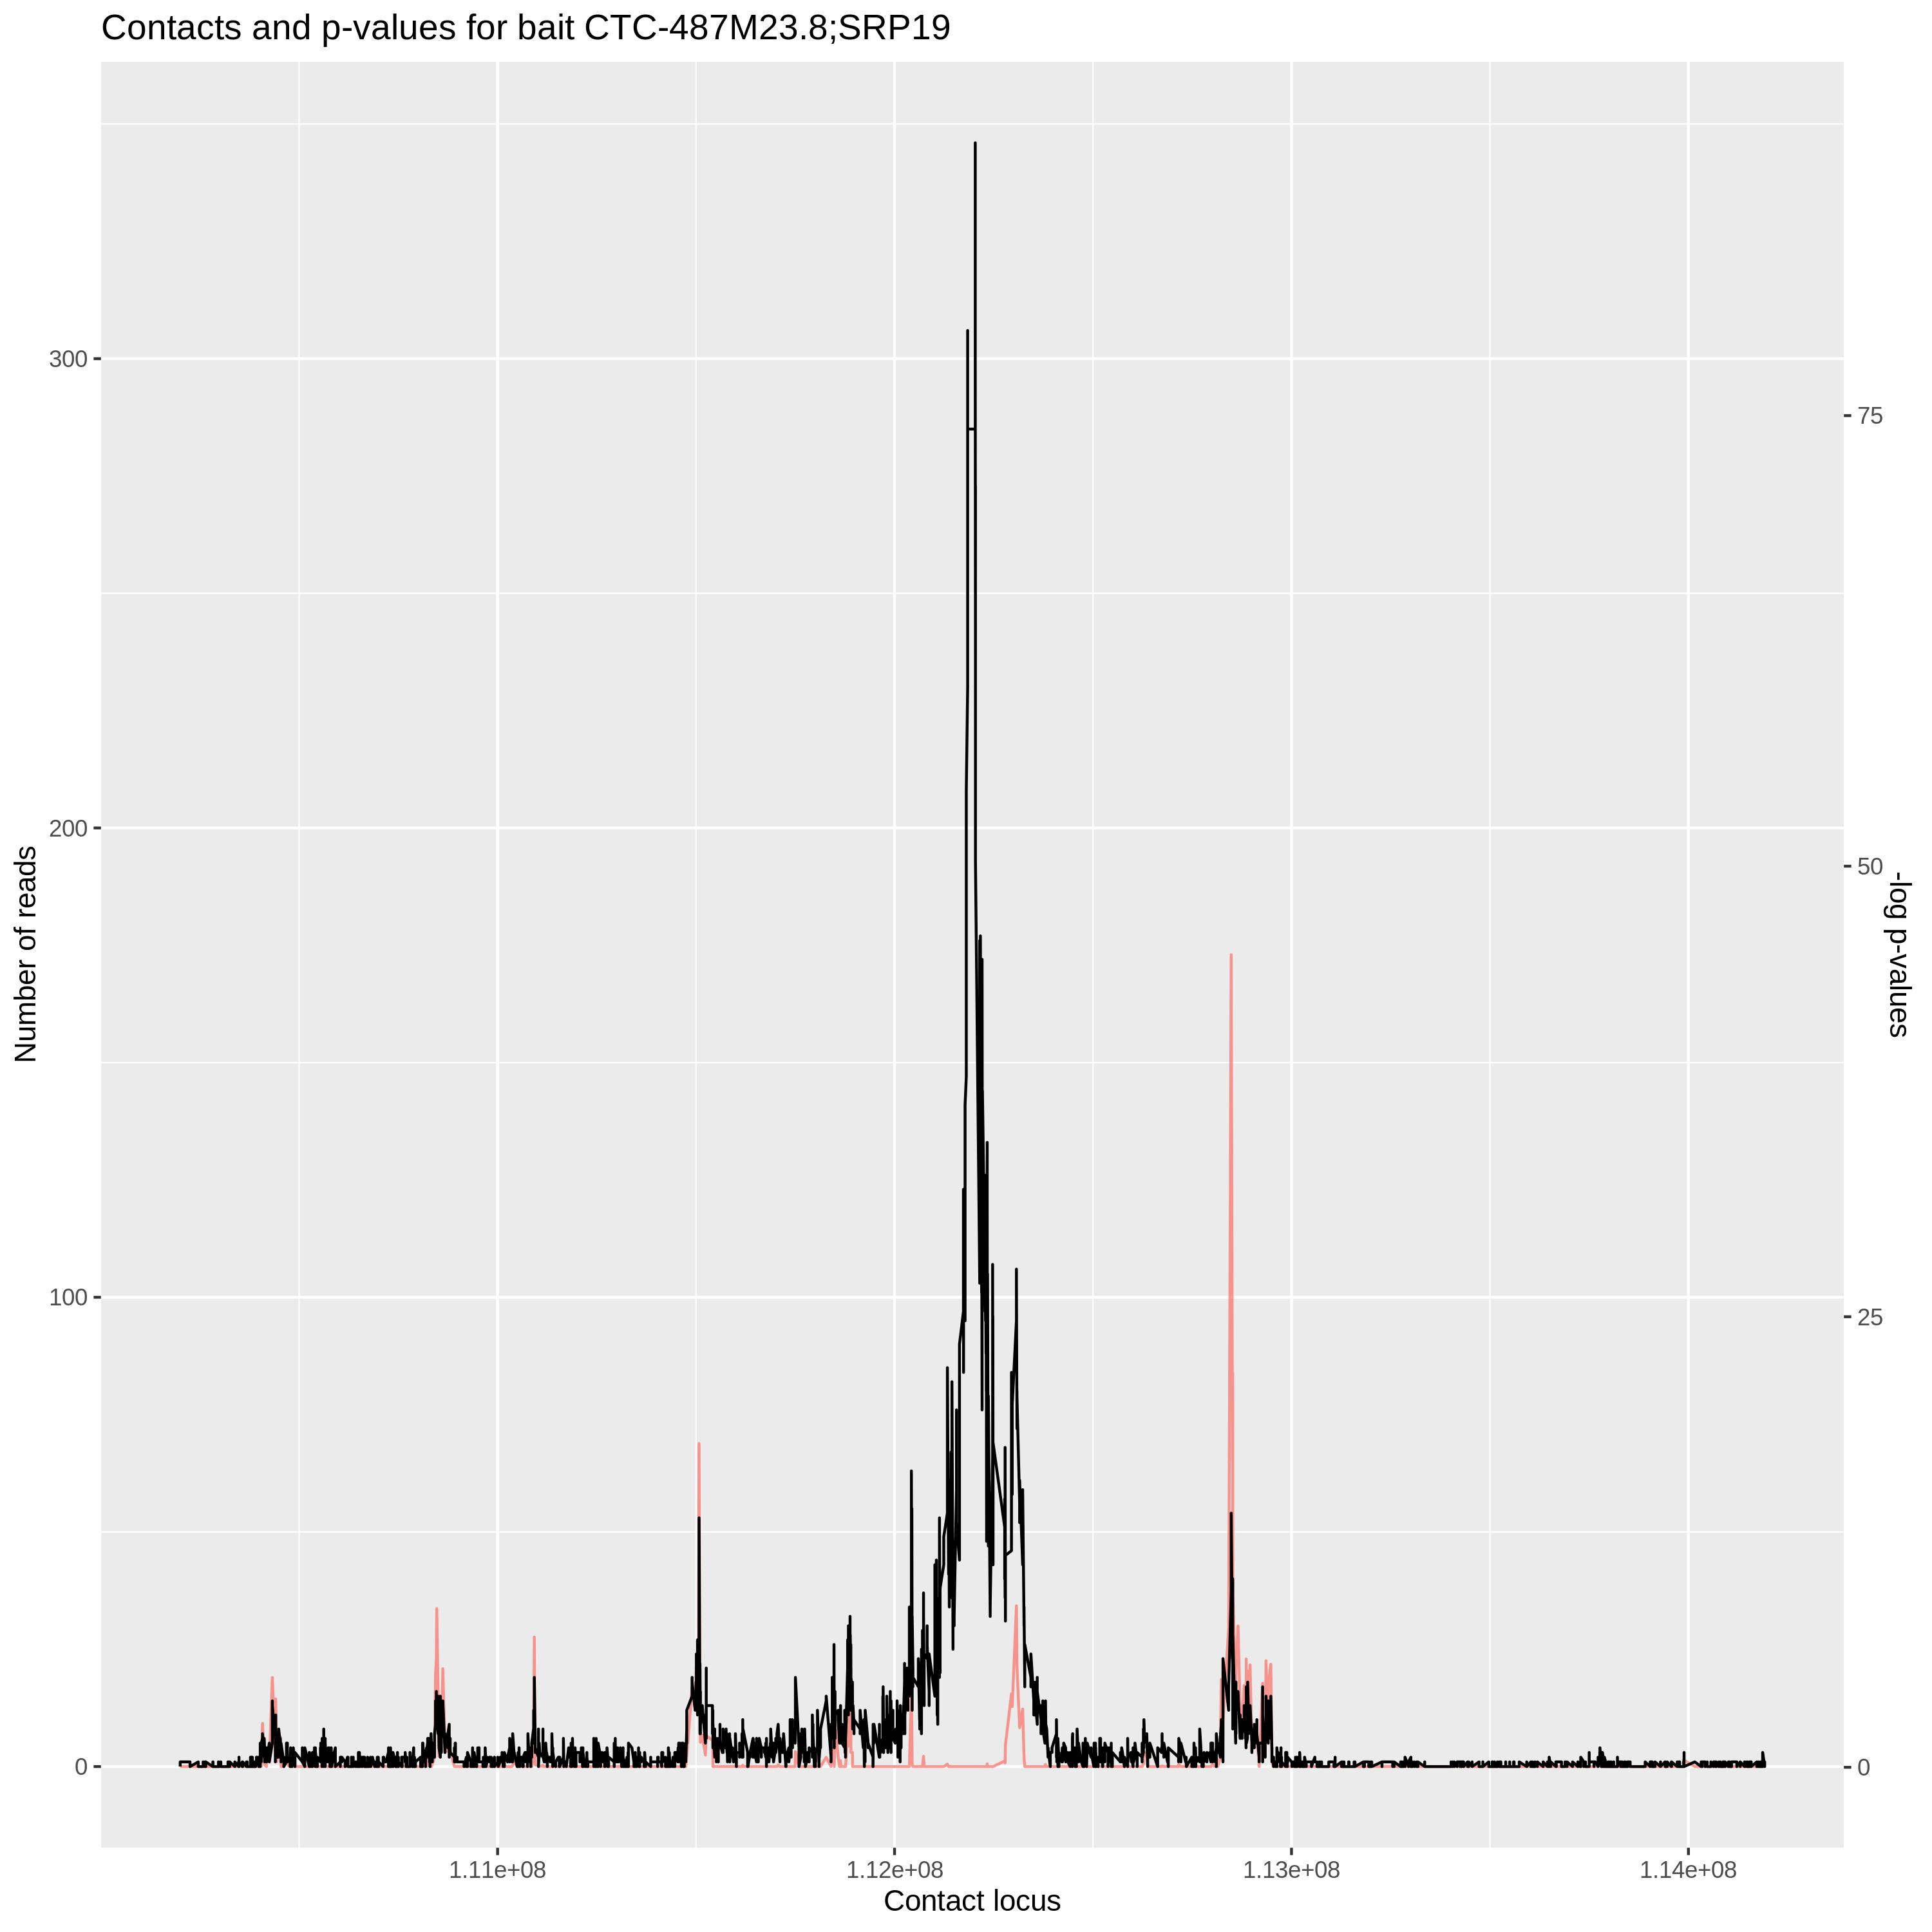 Contacts and p-values for bait CTC-487M23.8;SRP19
Number of reads
300
200
100
0
75
50
25
0
-log p-values
1.11e+08
1.12e+08
1.13e+08
1.14e+08
Contact locus